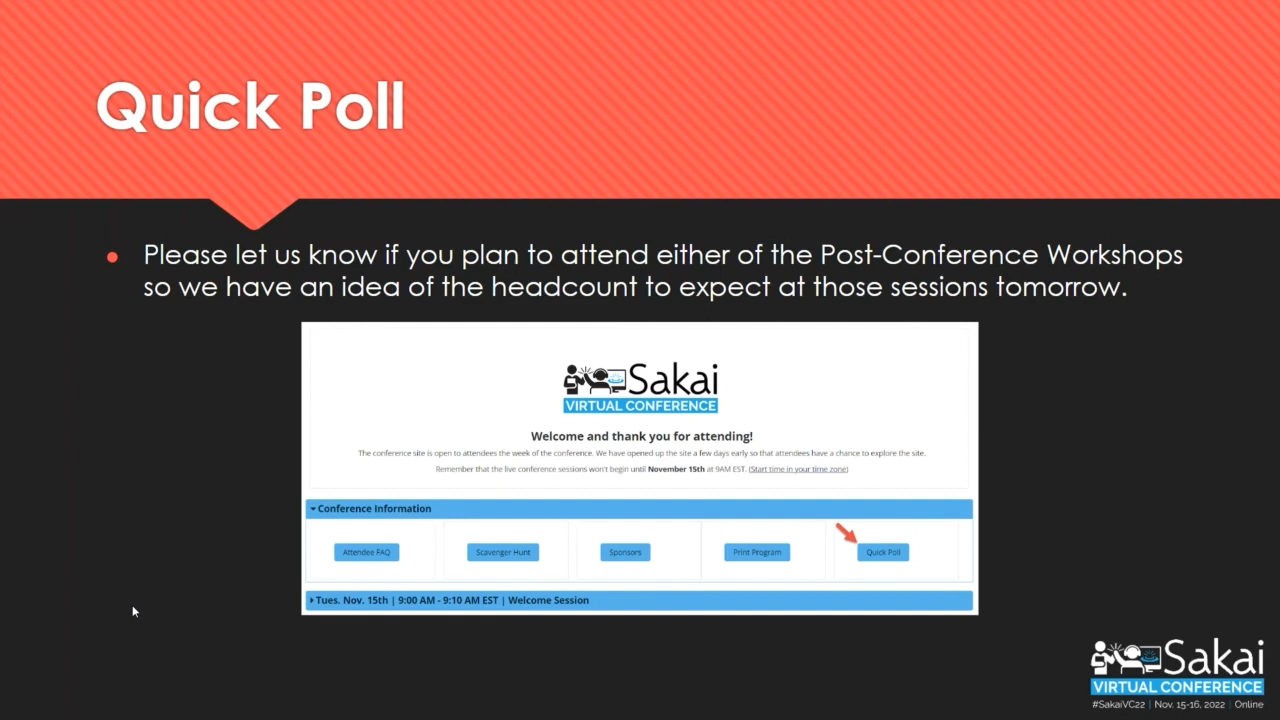 Quick Poll
Please let us know if you plan to attend either of the Post-Conference Workshops
so we have an idea of the headcount to expect at those sessions tomorrow.
Sakai
VIRTUAL CONFERENCE
Welcome and thank you for attending!
The conference site is open to attendees the week of the conference. We have opened up the site a few days early so that attendees have a chance to explore the site.
Remember that the live conference sessions won't begin until November 15th at 9AM EST. (Start time in your time zone)
Conference Information
Attendee FAQ
Scavenger Hunt
Sponsors
Print Program
Quick Poll
Tues. Nov. 15th | 9:00 AM - 9:10 AM EST | Welcome Session
Sakai
VIRTUAL CONFERENCE
#SakaiVC22 | Nov. 15-16, 2022 | Online